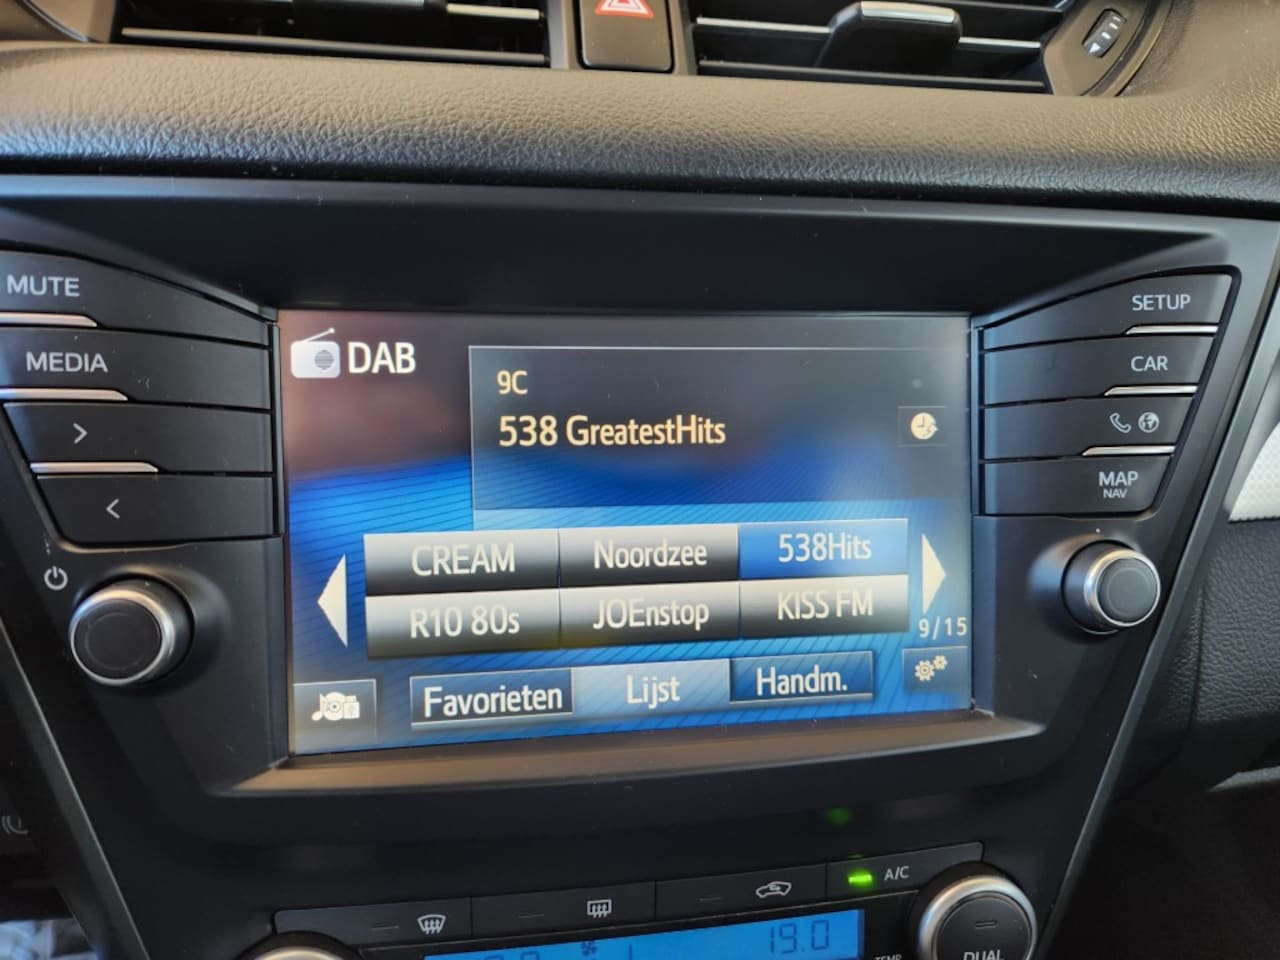 MUTE
MEDIA
DAB
9C
538 GreatestHits
CREAM
Noordzee
538Hits
R10 80s
JOEnstop
KISS FM
9/15
Favorieten
Lijst
Handm.
SETUP
CAR
MAP
NAV
A/C
19.0
TEMP
DUAL